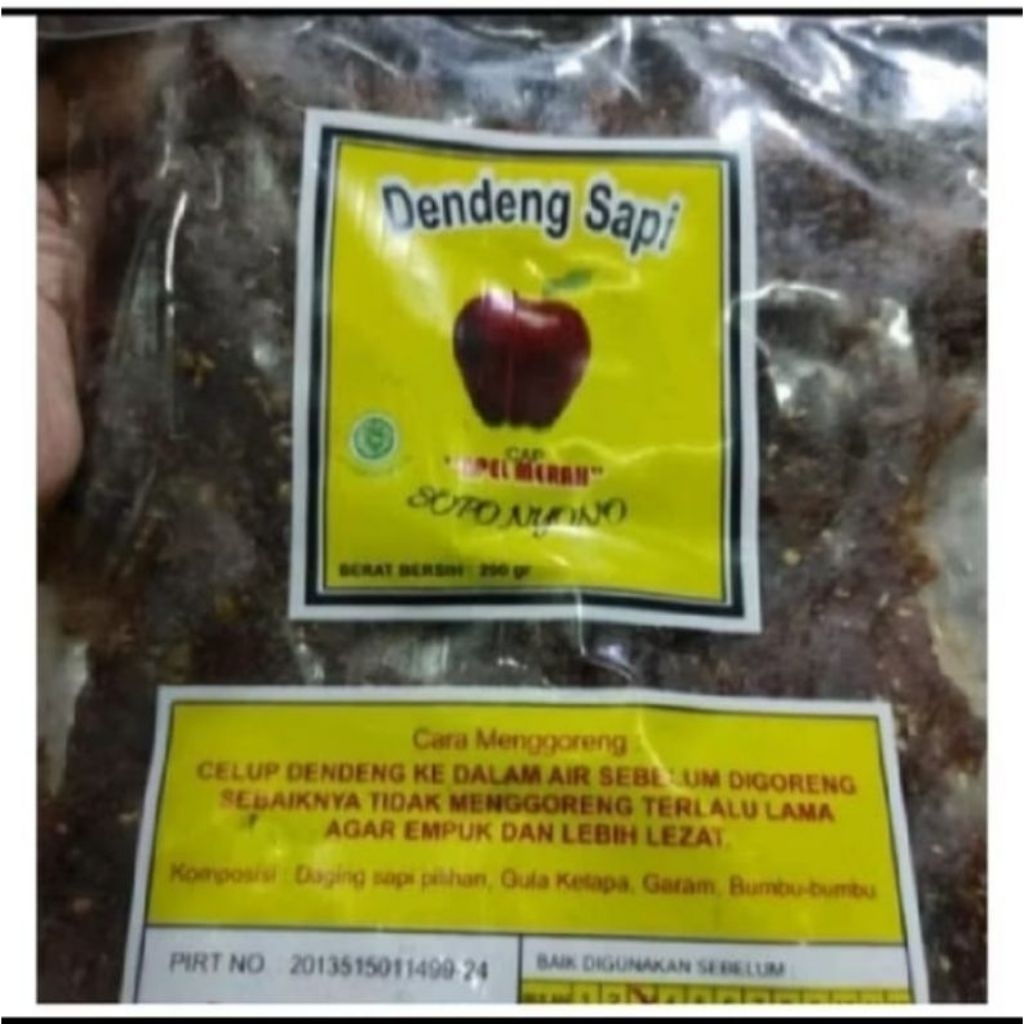 Dendeng Sapi
CAP
"APEL MERAH"
SUPONYONO
BERAT BERSIH : 250 gr
Cara Menggoreng :
CELUP DENDENG KE DALAM AIR SEBELUM DIGORENG
SEBAIKNYA TIDAK MENGGORENG TERLALU LAMA
AGAR EMPUK DAN LEBIH LEZAT.
Komposisi : Daging sapi pilihan, Gula Kelapa, Garam, Bumbu-bumbu
PIRT NO 2013515011499-24
BAIK DIGUNAKAN SEBELUM :